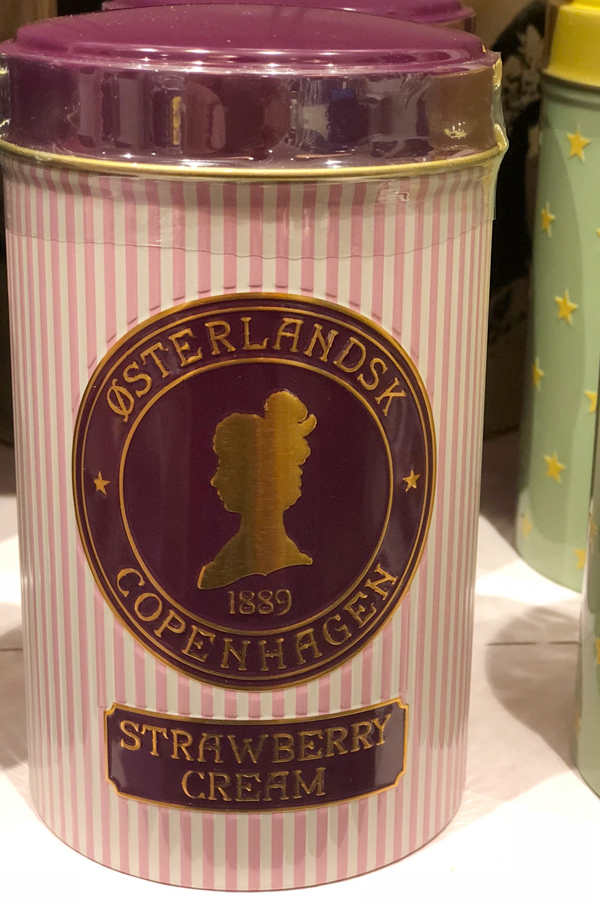 ØSTERLANDSK
1889
COPENHAGEN
STRAWBERRY
CREAM